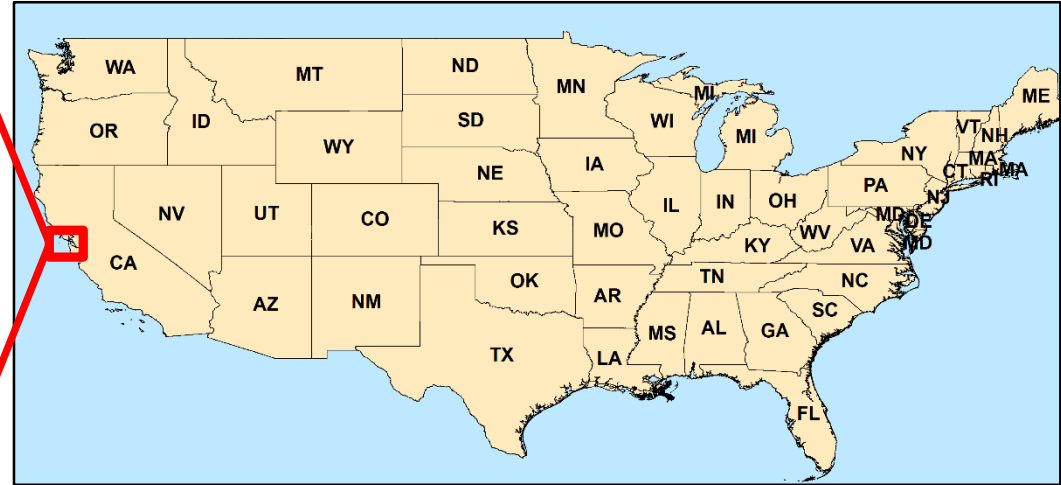 WA
MT
ND
MN
MI
ME
OR
ID
SD
WI
MI
VT
NH
WY
NY
MA
IA
NE
CT
RI
MA
PA
NV
UT
CO
IL
IN
OH
NJ
KS
MO
WV
MD
DE
VA
MD
CA
KY
OK
TN
NC
AZ
NM
AR
SC
MS
AL
GA
TX
LA
FL